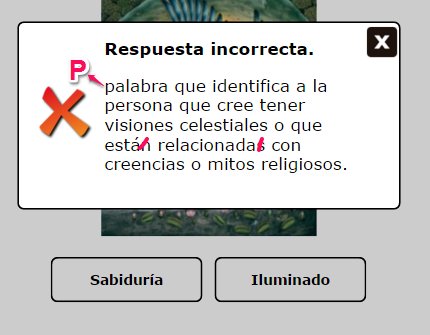 Respuesta incorrecta.
P
palabra que identifica a la
persona que cree tener
visiones celestiales o que
están relacionadas con
creencias o mitos religiosos.
Sabiduría
Iluminado